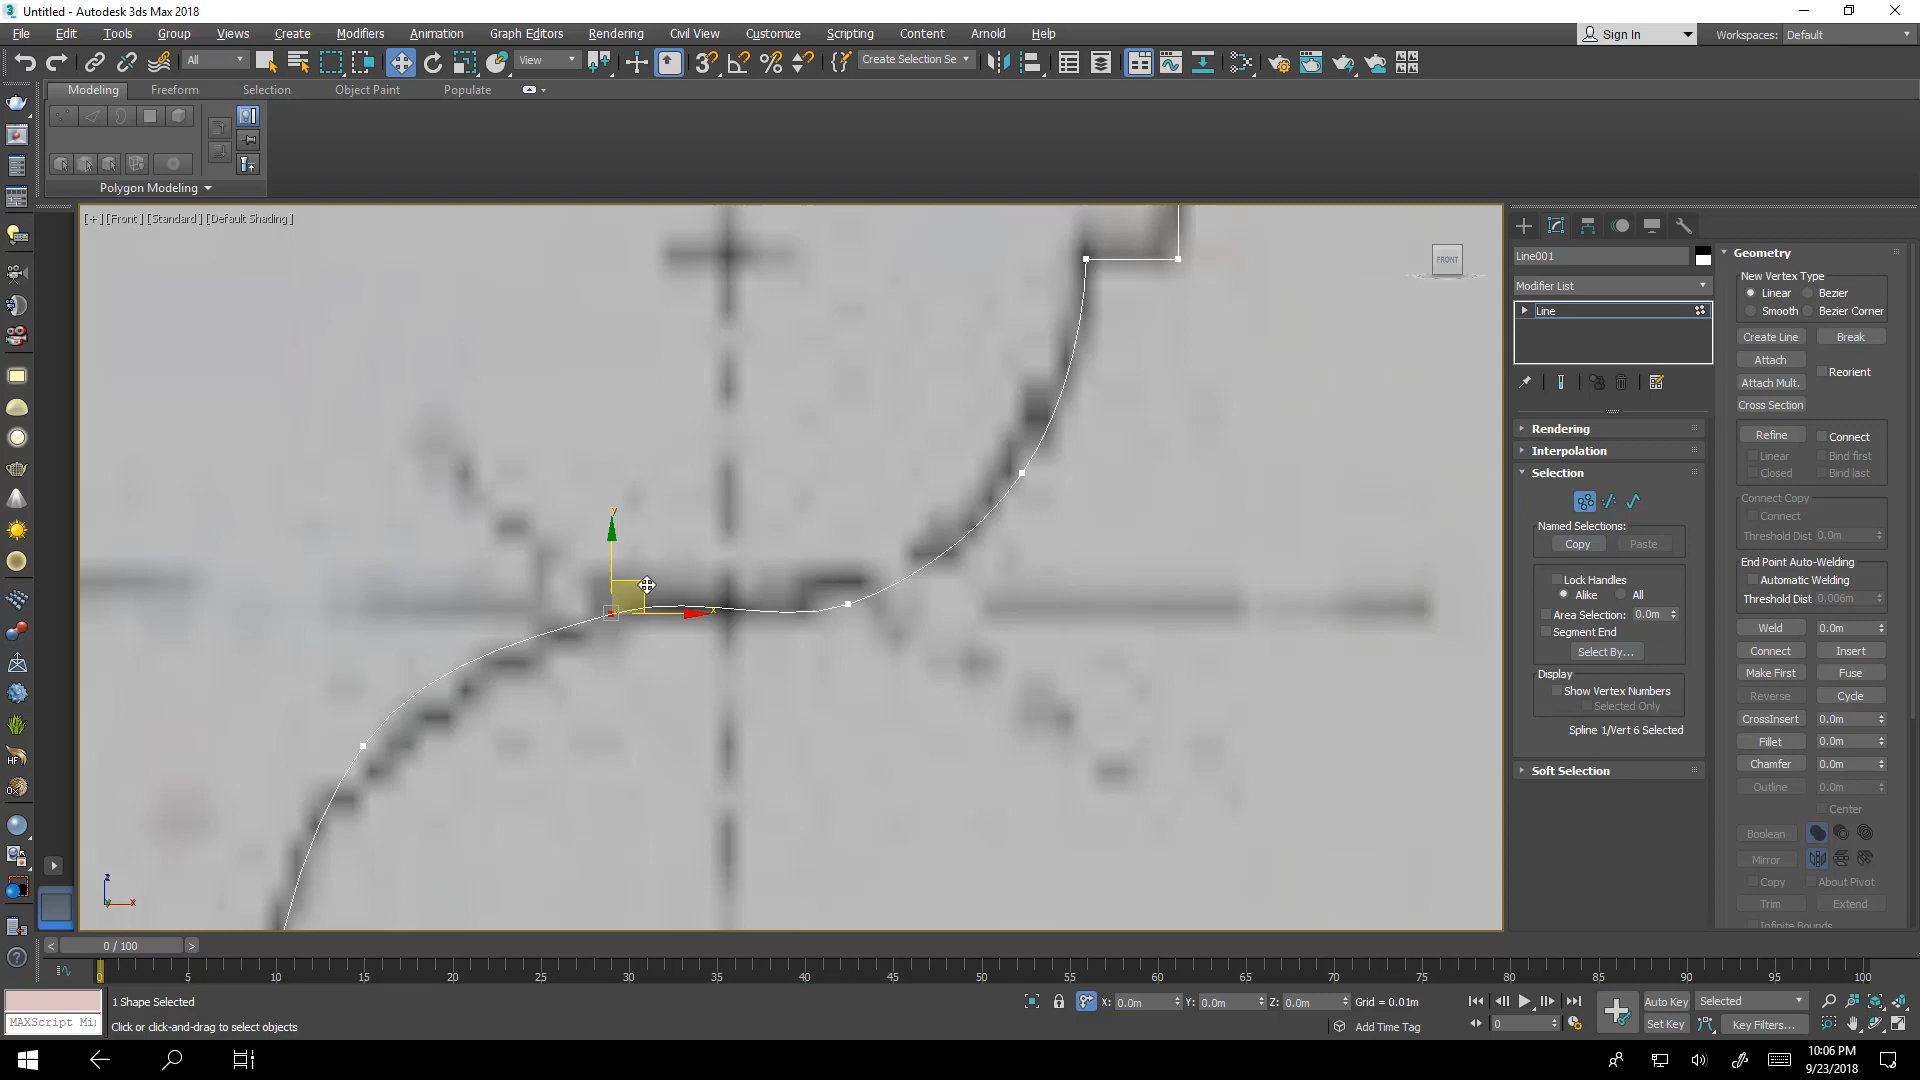 Untitled - Autodesk 3ds Max 2018
File Edit Tools Group Views Create Modifiers Animation Graph Editors Rendering Civil View Customize Scripting Content Arnold Help
Sign In
Workspaces: Default
All
View
Create Selection Se
Modeling Freeform Selection Object Paint Populate
Polygon Modeling
[+] [Front] [Standard] [Default Shading]
FRONT
y
x
z
x
Line001
Modifier List
Line
Rendering
Interpolation
Selection
Named Selections:
Copy Paste
Lock Handles
Alike All
Area Selection: 0.0m
Segment End
Select By...
Display
Show Vertex Numbers
Selected Only
Spline 1/Vert 6 Selected
Soft Selection
Geometry
New Vertex Type
Linear Bezier
Smooth Bezier Corner
Create Line Break
Attach
Reorient
Attach Mult.
Cross Section
Refine Connect
Linear Bind first
Closed Bind last
Connect Copy
Connect
Threshold Dist 0.0m
End Point Auto-Welding
Automatic Welding
Threshold Dist 0.006m
Weld 0.0m
Connect Insert
Make First Fuse
Reverse Cycle
CrossInsert 0.0m
Fillet 0.0m
Chamfer 0.0m
Outline 0.0m
Center
Boolean
Mirror
Copy About Pivot
Trim Extend
Infinite Bounds
< 0 / 100 >
0 5 10 15 20 25 30 35 40 45 50 55 60 65 70 75 80 85 90 95 100
1 Shape Selected
X: 0.0m Y: 0.0m Z: 0.0m Grid = 0.01m
Auto Key Selected
MAXScript Mi
Click or click-and-drag to select objects
Add Time Tag
0
Set Key Key Filters...
10:06 PM
9/23/2018